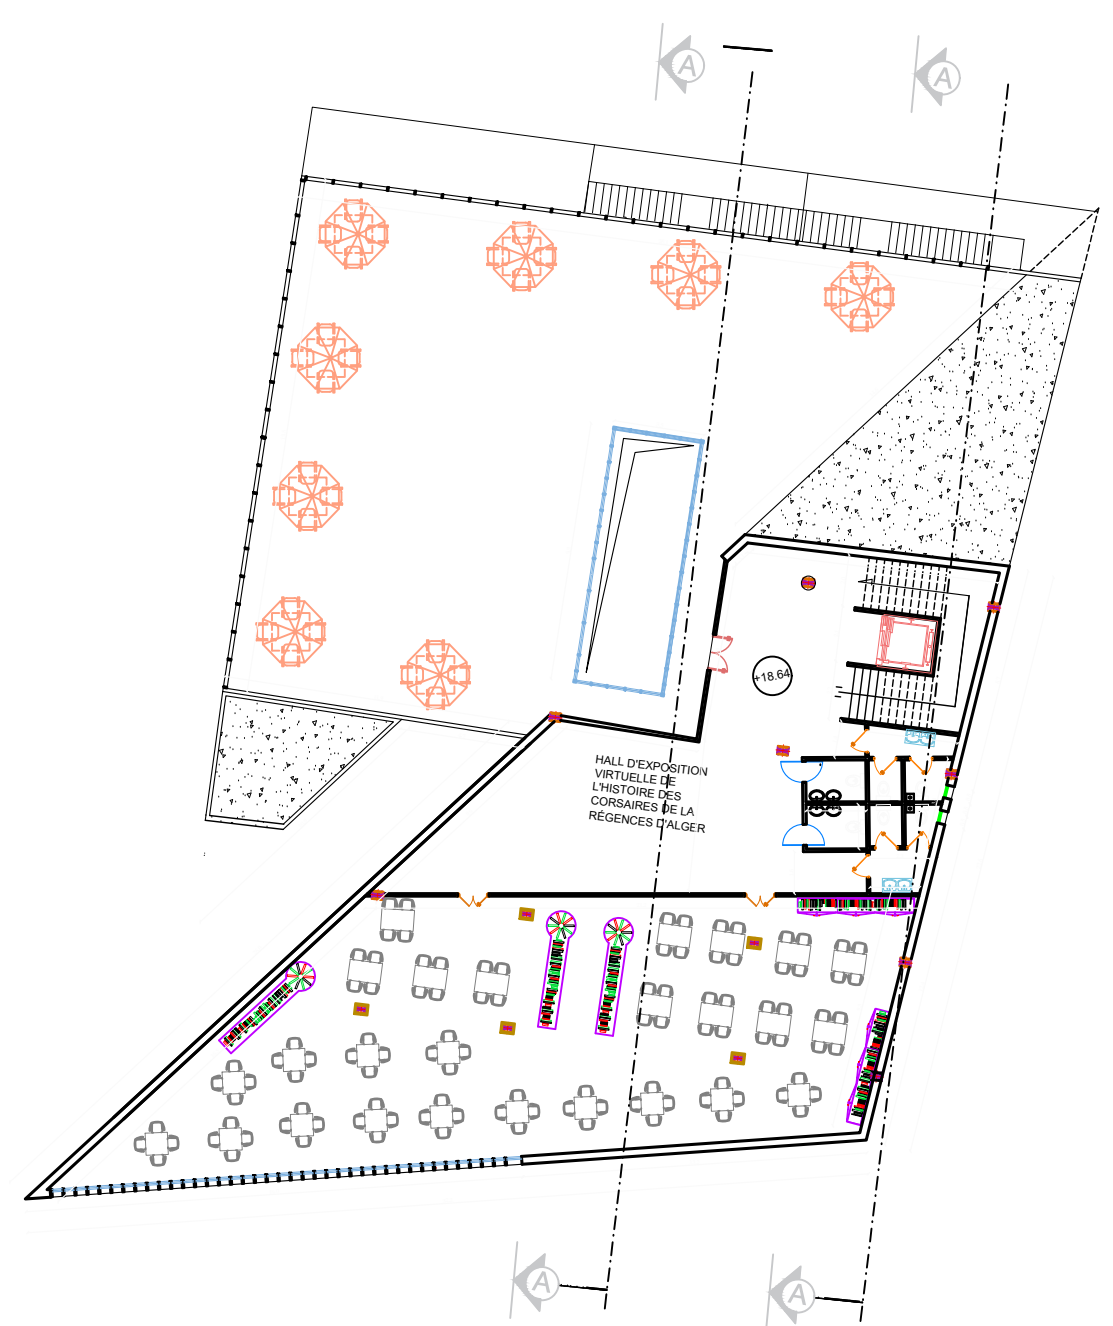 A
A
+18.64
HALL D'EXPOSITION
VIRTUELLE DE
L'HISTOIRE DES
CORSAIRES DE LA
RÉGENCES D'ALGER
A
A